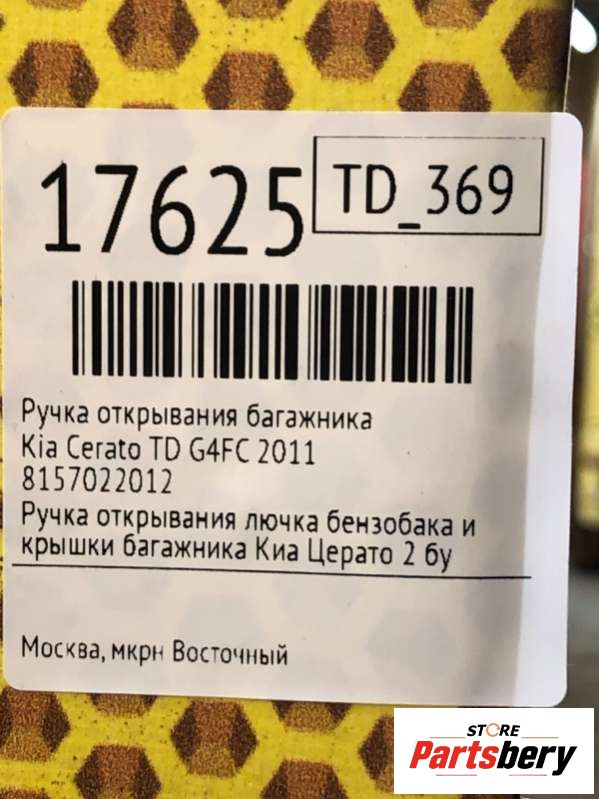 17625
TD_369
Ручка открывания багажника
Kia Cerato TD G4FC 2011
8157022012
Ручка открывания лючка бензобака и
крышки багажника Киа Церато 2 бу
Москва, мкрн Восточный
STORE
Partsbery